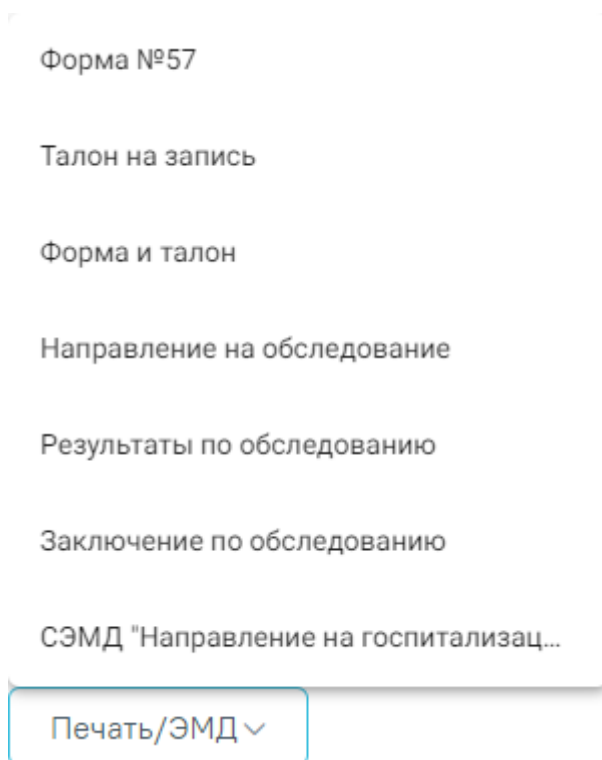 Форма №57
Талон на запись
Форма и талон
Направление на обследование
Результаты по обследованию
Заключение по обследованию
СЭМД "Направление на госпитализац...
Печать/ЭМД